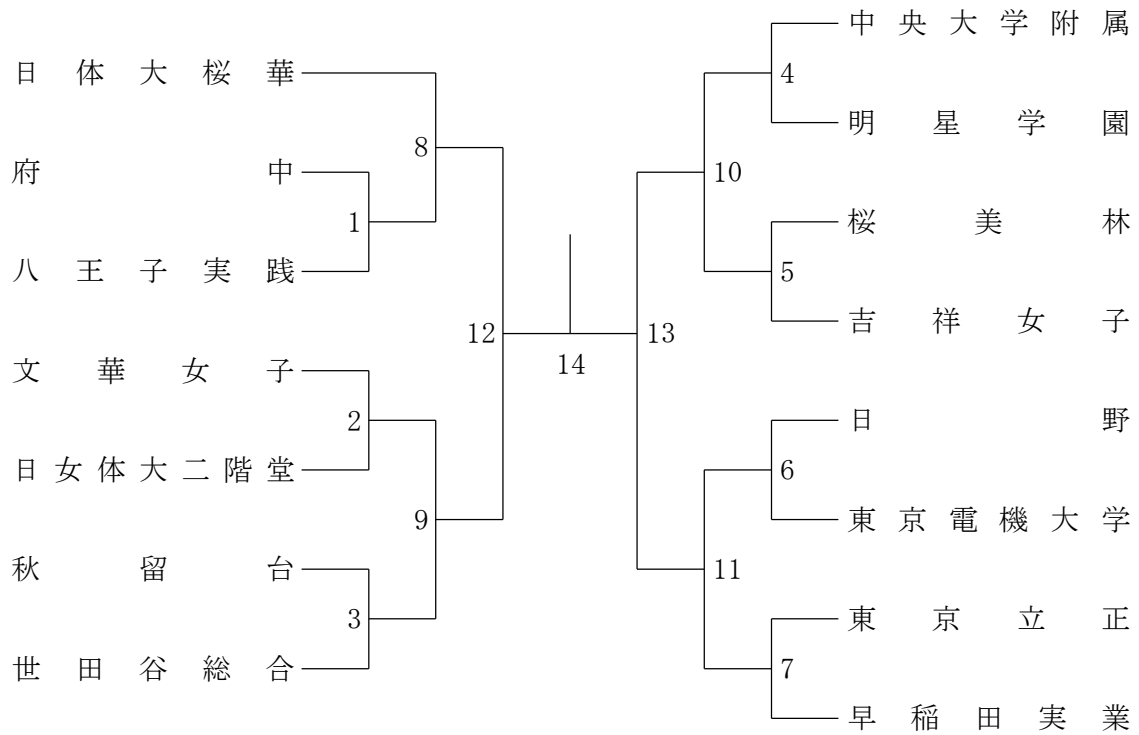 日体大桜華
府中
八王子実践
文華女子
日女体大二階堂
秋留台
世田谷総合
8
1
2
9
3
12
14
13
中央大学附属
4
明星学園
10
桜美林
5
吉祥女子
日野
6
東京電機大学
11
東京立正
7
早稲田実業